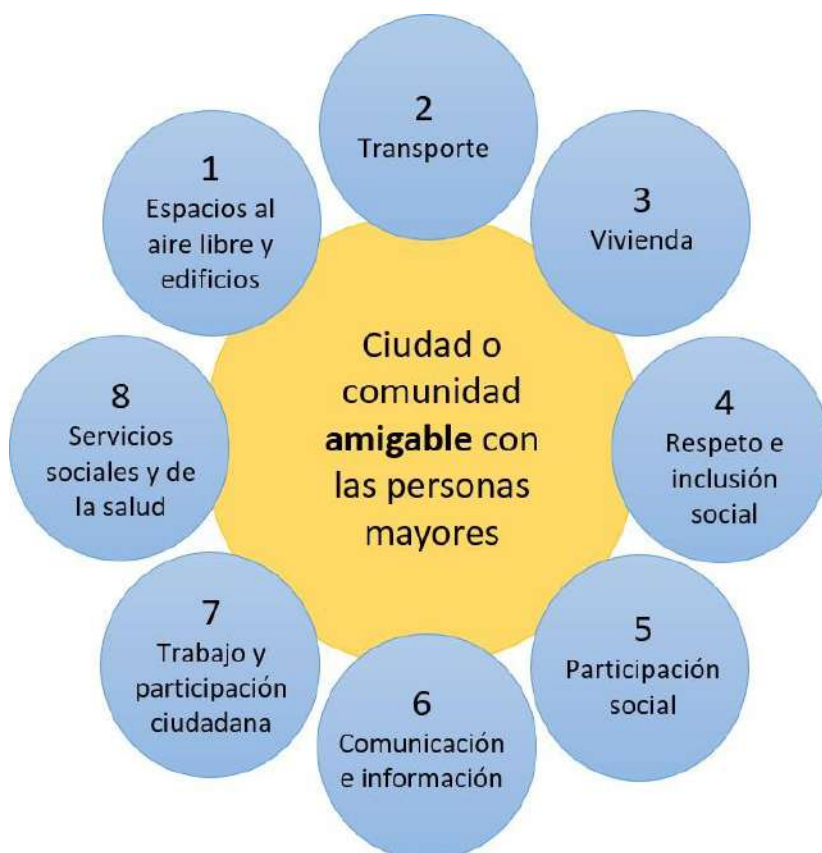 1
Espacios al
aire libre y
edificios
2
Transporte
3
Vivienda
4
Respeto e
inclusión
social
5
Participación
social
6
Comunicación
e información
7
Trabajo y
participación
ciudadana
8
Servicios
sociales y de
la salud
Ciudad o
comunidad
amigable con
las personas
mayores